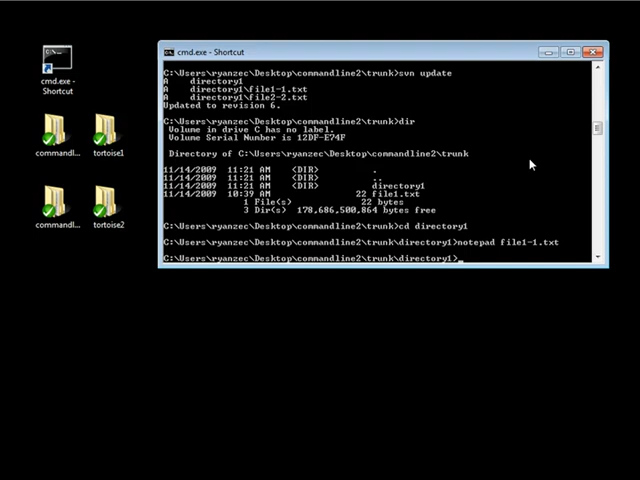 cmd.exe - Shortcut
cmd.exe -
Shortcut
commandl...
tortoise1
commandl...
tortoise2
C:\Users\ryanzec\Desktop\commandline2\trunk>svn update
A    directory1
A    directory1\file1-1.txt
A    directory1\file2-2.txt
Updated to revision 6.
C:\Users\ryanzec\Desktop\commandline2\trunk>dir
Volume in drive C has no label.
Volume Serial Number is 12DF-E74F
Directory of C:\Users\ryanzec\Desktop\commandline2\trunk
11/14/2009  11:21 AM    <DIR>          .
11/14/2009  11:21 AM    <DIR>          ..
11/14/2009  11:21 AM    <DIR>          directory1
11/14/2009  10:39 AM                22 file1.txt
1 File(s)             22 bytes
3 Dir(s)  178,686,500,864 bytes free
C:\Users\ryanzec\Desktop\commandline2\trunk>cd directory1
C:\Users\ryanzec\Desktop\commandline2\trunk\directory1>notepad file1-1.txt
C:\Users\ryanzec\Desktop\commandline2\trunk\directory1>_